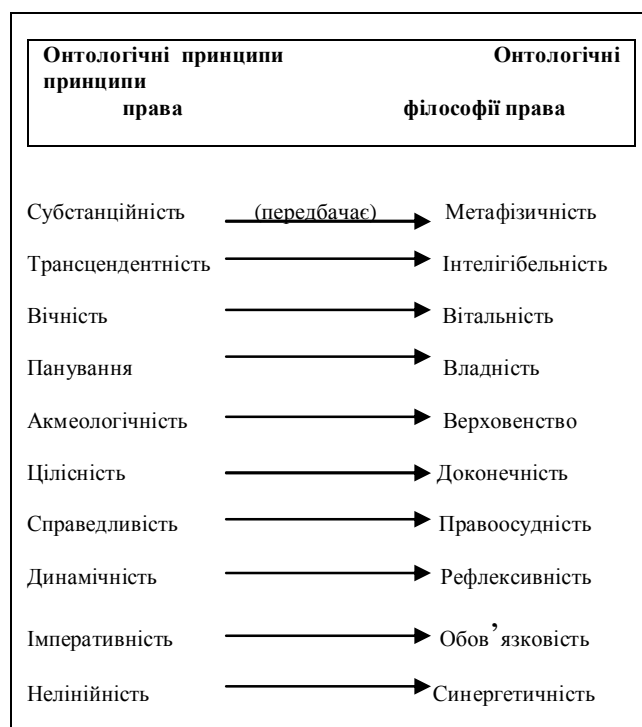 Онтологічні принципи Онтологічні
принципи
права філософії права
Субстанційність (передбачає) Метафізичність
Трансцендентність Інтелігібельність
Вічність Вітальність
Панування Владність
Акмеологічність Верховенство
Цілісність Доконечність
Справедливість Правоосудність
Динамічність Рефлексивність
Імперативність Обов’язковість
Нелінійність Синергетичність